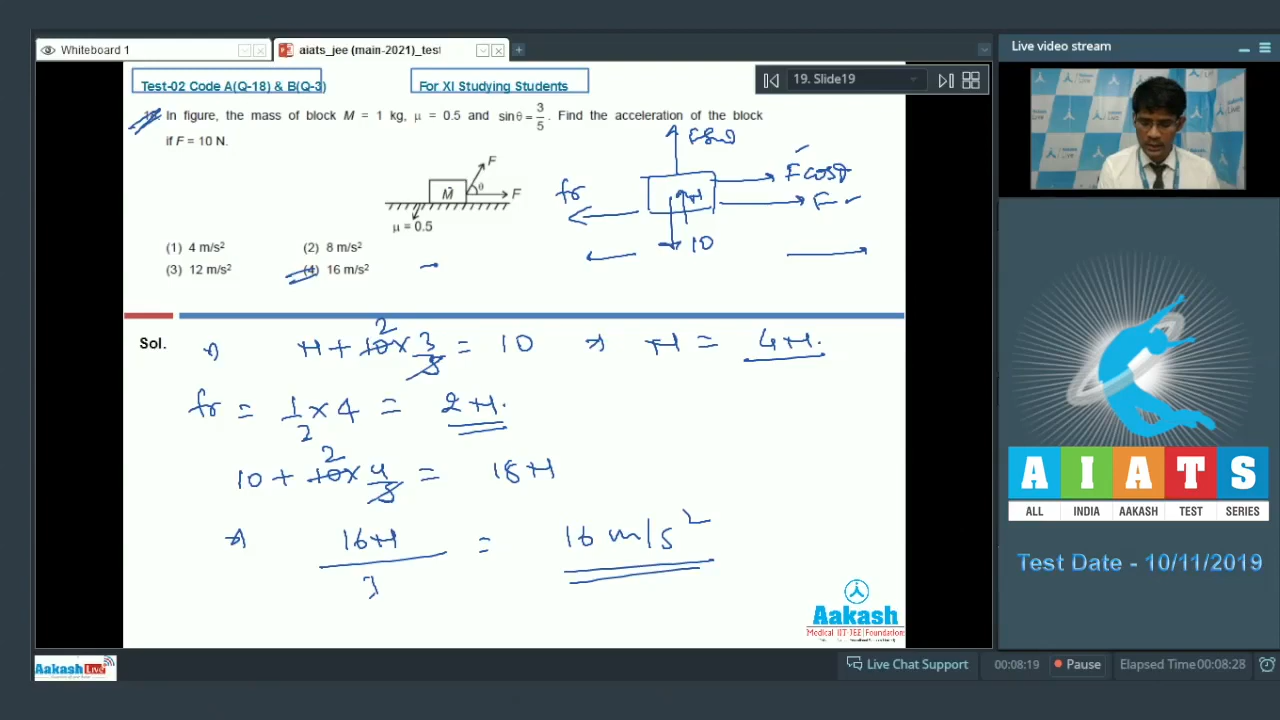 Whiteboard 1
aiats_jee (main-2021)_test
Live video stream
Test-02 Code A(Q-18) & B(Q-3)
For XI Studying Students
19. Slide19
In figure, the mass of block M = 1 kg, μ = 0.5 and sinθ = 3/5. Find the acceleration of the block
if F = 10 N.
F
θ
M
F
μ = 0.5
fr
F cosθ
F
N
10
(1) 4 m/s²
(2) 8 m/s²
(3) 12 m/s²
(4) 16 m/s²
Sol.
⇒ N + 10 × 3/5 = 10 ⇒ N = 4N.
2
fr = 1/2 × 4 = 2N.
10 + 10 × 4/5 = 18N
2
⇒ 16N = 16 m/s²
A I A T S
ALL INDIA AAKASH TEST SERIES
Test Date - 10/11/2019
Aakash
Medical|IIT-JEE|Foundations
Aakash Live
Live Chat Support
00:08:19
Pause
Elapsed Time 00:08:28